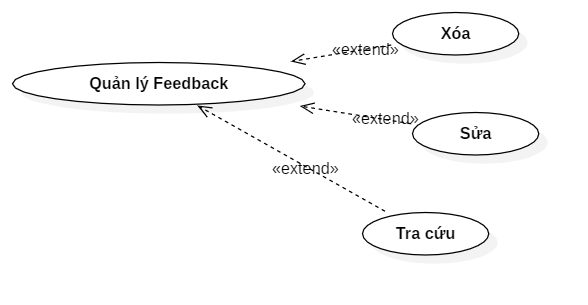 Xóa
«extend»
Quản lý Feedback
«extend»
Sửa
«extend»
Tra cứu